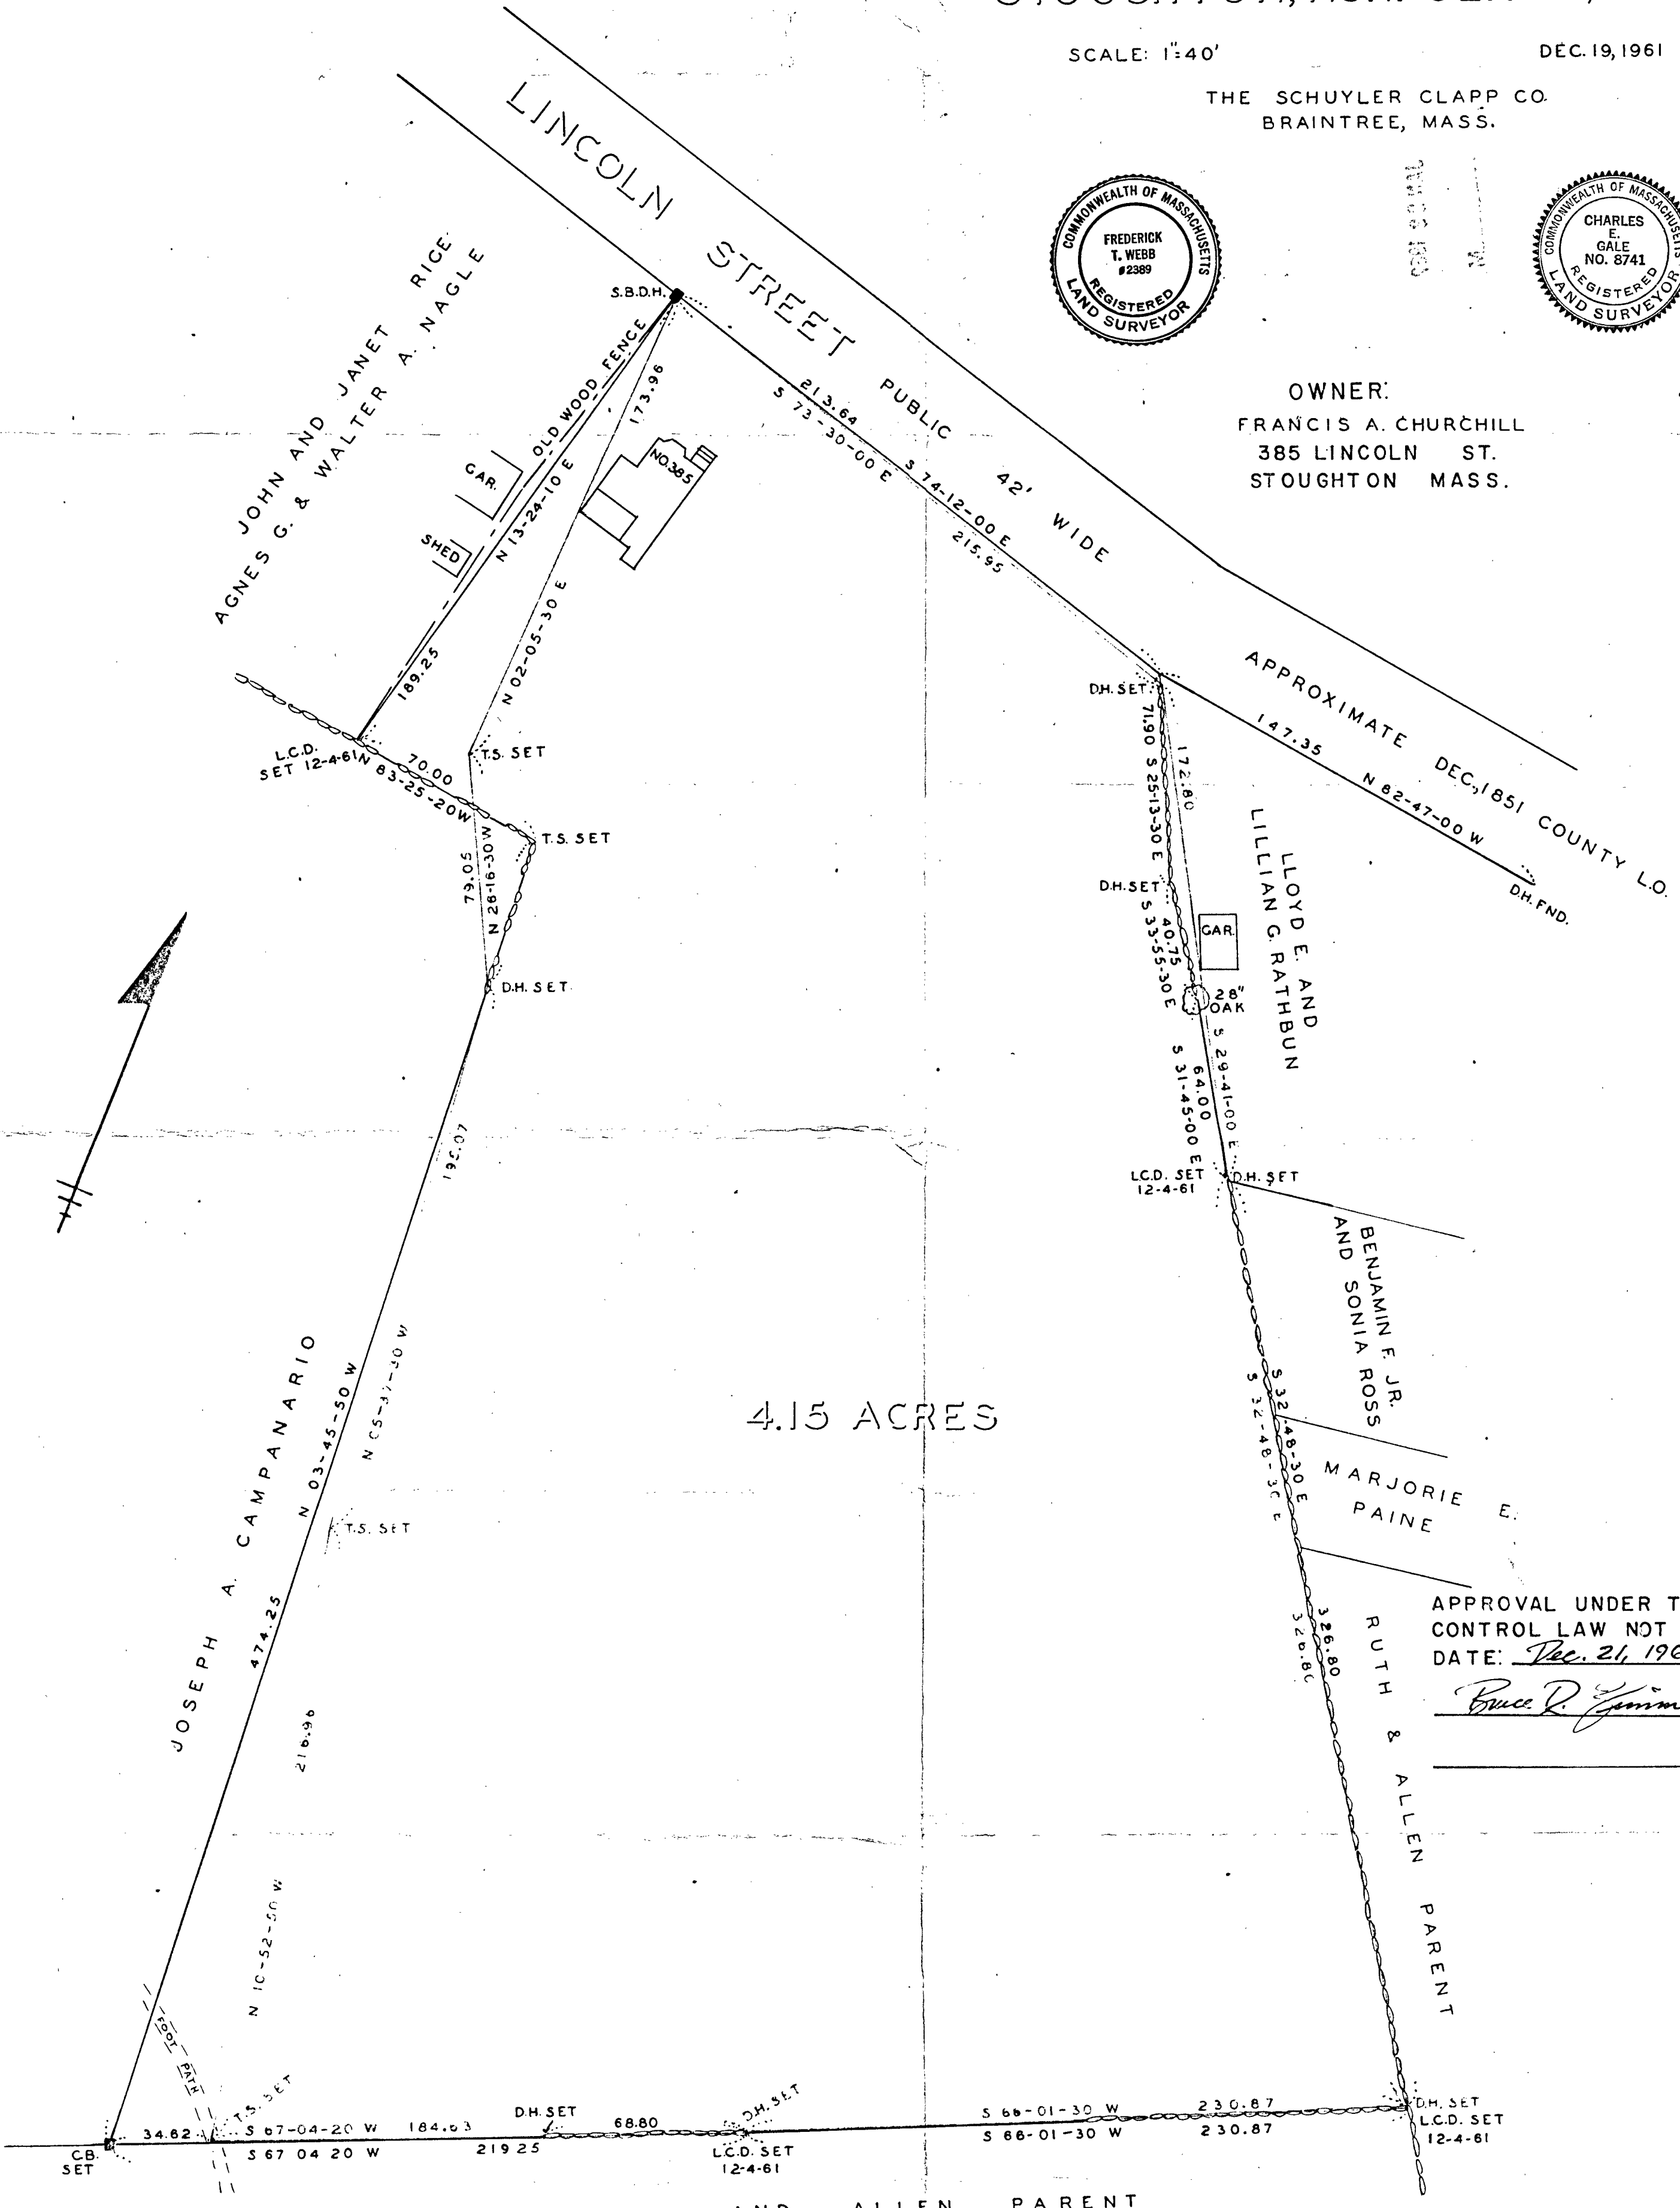 SCALE: 1"=40'
DEC. 19, 1961
THE SCHUYLER CLAPP CO.
BRAINTREE, MASS.
COMMONWEALTH OF MASSACHUSETTS
FREDERICK
T. WEBB
#2389
REGISTERED
LAND SURVEYOR
COMMONWEALTH OF MASSACHUSETTS
CHARLES
E.
GALE
NO. 8741
REGISTERED
LAND SURVEYOR
OWNER:
FRANCIS A. CHURCHILL
385 LINCOLN ST.
STOUGHTON MASS.
LINCOLN STREET
PUBLIC 42' WIDE
APPROXIMATE DEC., 1851 COUNTY L.O.
S.B.D.H.
213.64
S 73-30-00 E
S 74-12-00 E
215.95
JOHN AND JANET RICE
AGNES G. & WALTER A. NAGLE
OLD WOOD FENCE
173.96
NO. 385
GAR.
SHED
N 13-24-10 E
N 02-05-30 E
189.25
L.C.D.
SET 12-4-61
70.00
N 83-25-20 W
T.S. SET
T.S. SET
79.05
N 26-16-30 W
D.H. SET
D.H. SET
147.35
N 82-47-00 W
D.H. FND.
71.90 S 25-13-30 E
172.80
D.H. SET
40.75
S 33-55-30 E
GAR.
28"
OAK
LLOYD E. AND
LILLIAN G. RATHBUN
S 29-41-00 E
64.00
S 31-45-00 E
L.C.D. SET
12-4-61
D.H. SET
BENJAMIN F. JR.
AND SONIA ROSS
S 32-48-30 E
S 32-48-30 E
MARJORIE E.
PAINE
4.15 ACRES
JOSEPH A. CAMPANARIO
N 03-45-50 W
474.25
T.S. SET
216.96
N 10-52-50 W
326.80
326.80
RUTH & ALLEN PARENT
APPROVAL UNDER T
CONTROL LAW NOT
DATE: Dec. 21, 196
Bruce D.
FOOT PATH
T.S. SET
D.H. SET
68.80
D.H. SET
34.62
S 67-04-20 W 184.63
S 67 04 20 W 219 25
C.B.
SET
L.C.D. SET
12-4-61
S 66-01-30 W 230.87
S 66-01-30 W 230.87
D.H. SET
L.C.D. SET
12-4-61
ALLEN PARENT